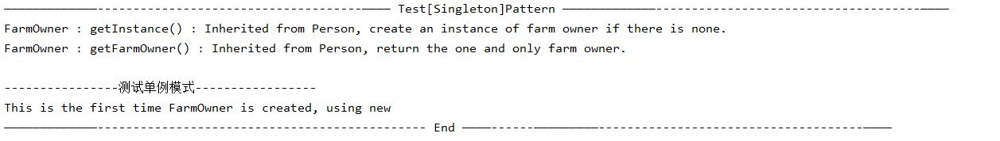 ————————————------------------------------------———— Test[Singleton]Pattern —————————————-------------------------------------————
FarmOwner : getInstance() : Inherited from Person, create an instance of farm owner if there is none.
FarmOwner : getFarmOwner() : Inherited from Person, return the one and only farm owner.
----------------测试单例模式-----------------
This is the first time FarmOwner is created, using new
————————————---------------------------------------------- End ————------—————————-------------------------------------————